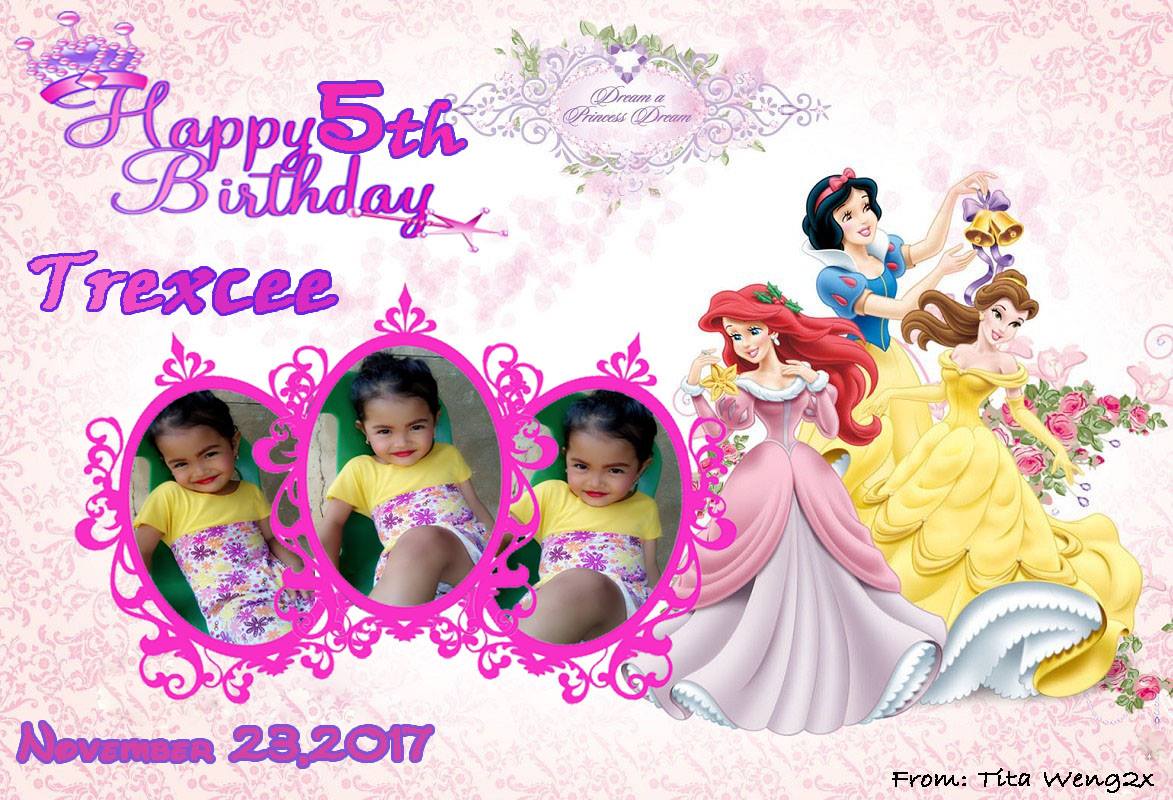 Happy 5th
Birthday
Dream a
Princess Dream
Trexcee
November 23,2017
From: Tita Weng2x